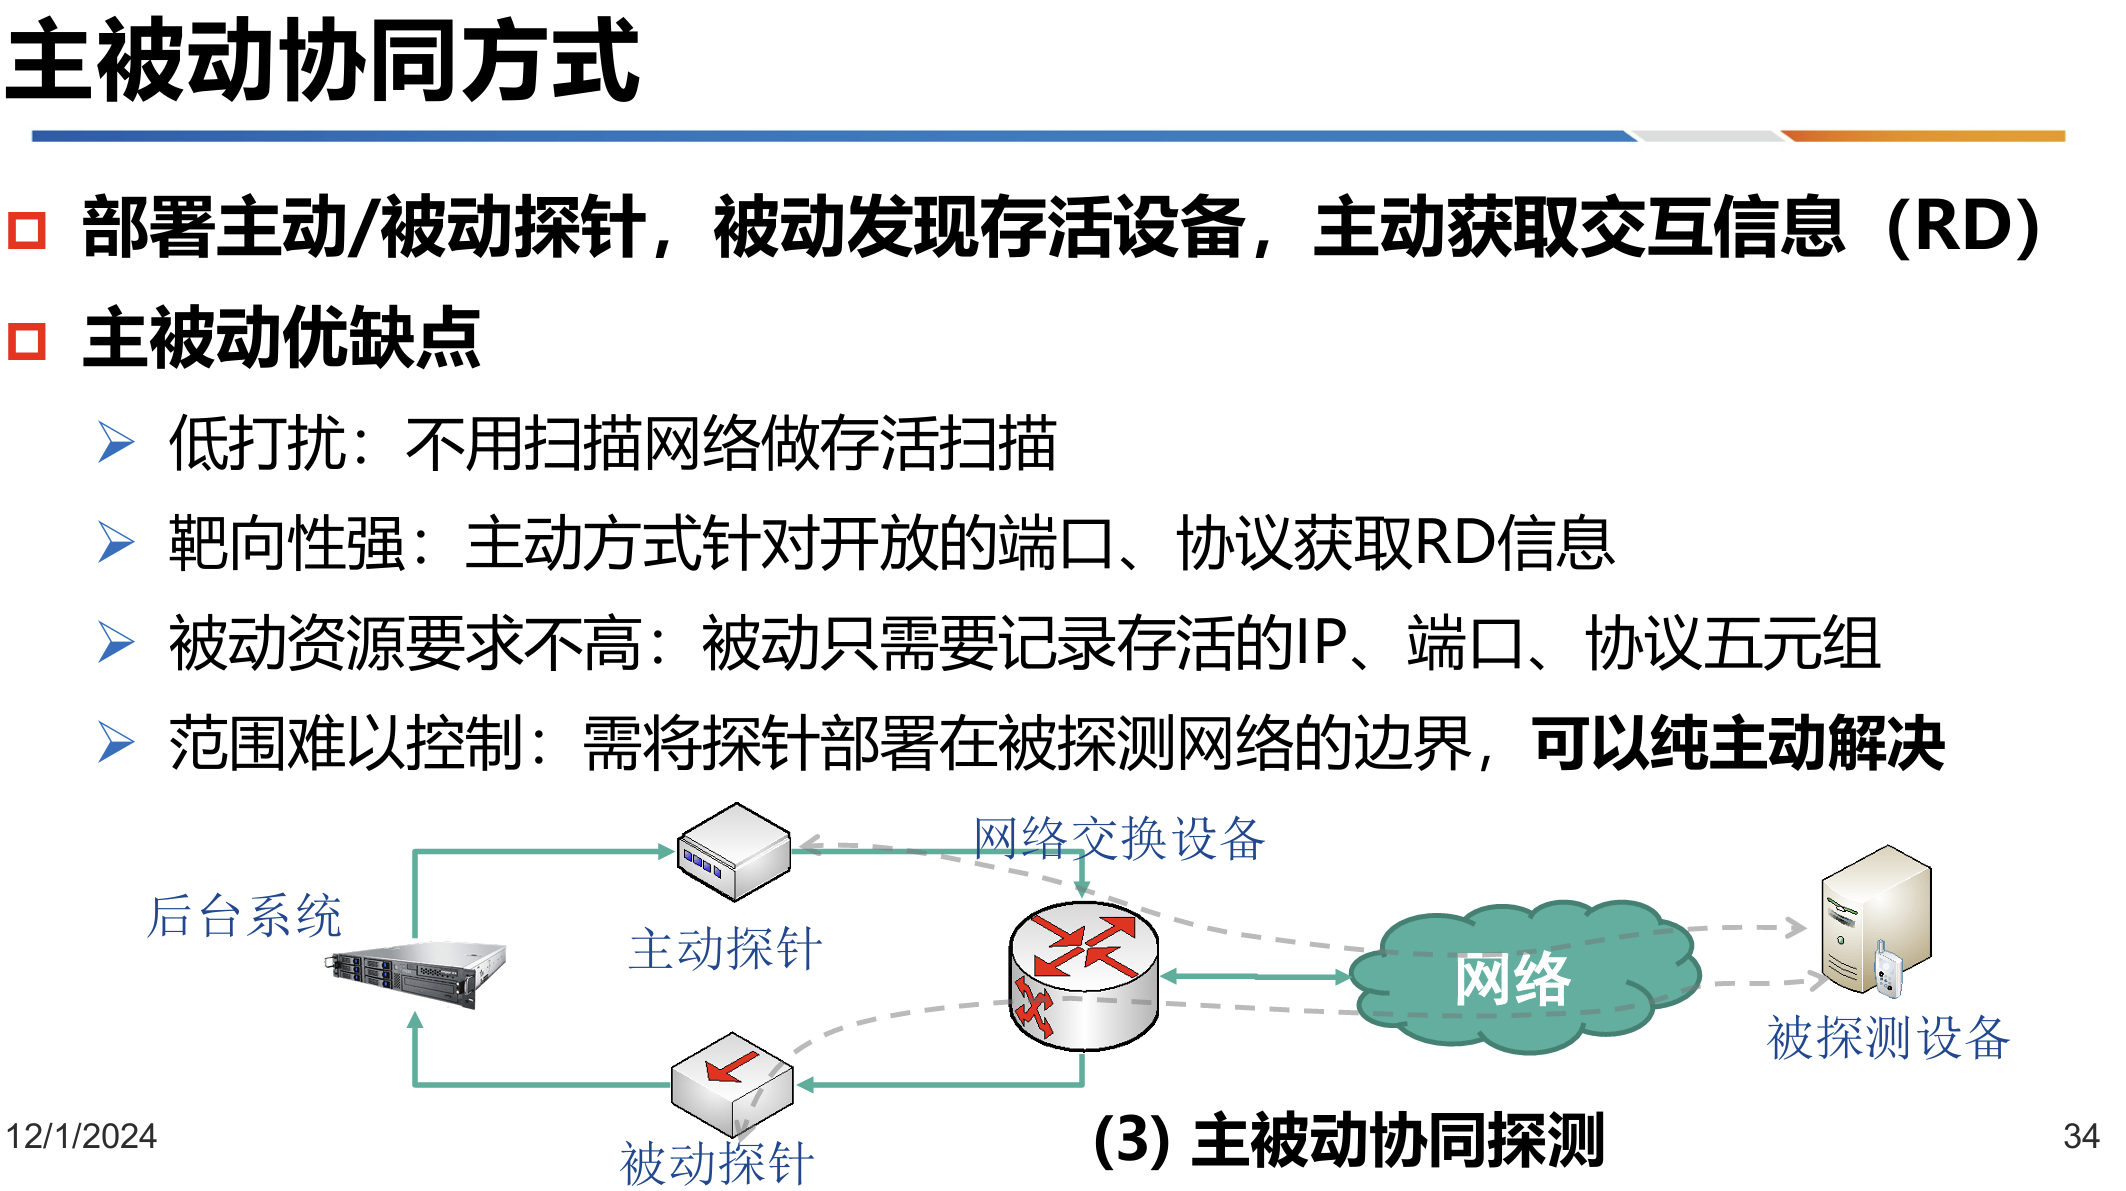 主被动协同方式
部署主动/被动探针，被动发现存活设备，主动获取交互信息（RD）
主被动优缺点
低打扰：不用扫描网络做存活扫描
靶向性强：主动方式针对开放的端口、协议获取RD信息
被动资源要求不高：被动只需要记录存活的IP、端口、协议五元组
范围难以控制：需将探针部署在被探测网络的边界，可以纯主动解决
网络交换设备
后台系统
主动探针
网络
被探测设备
被动探针
(3) 主被动协同探测
12/1/2024
34